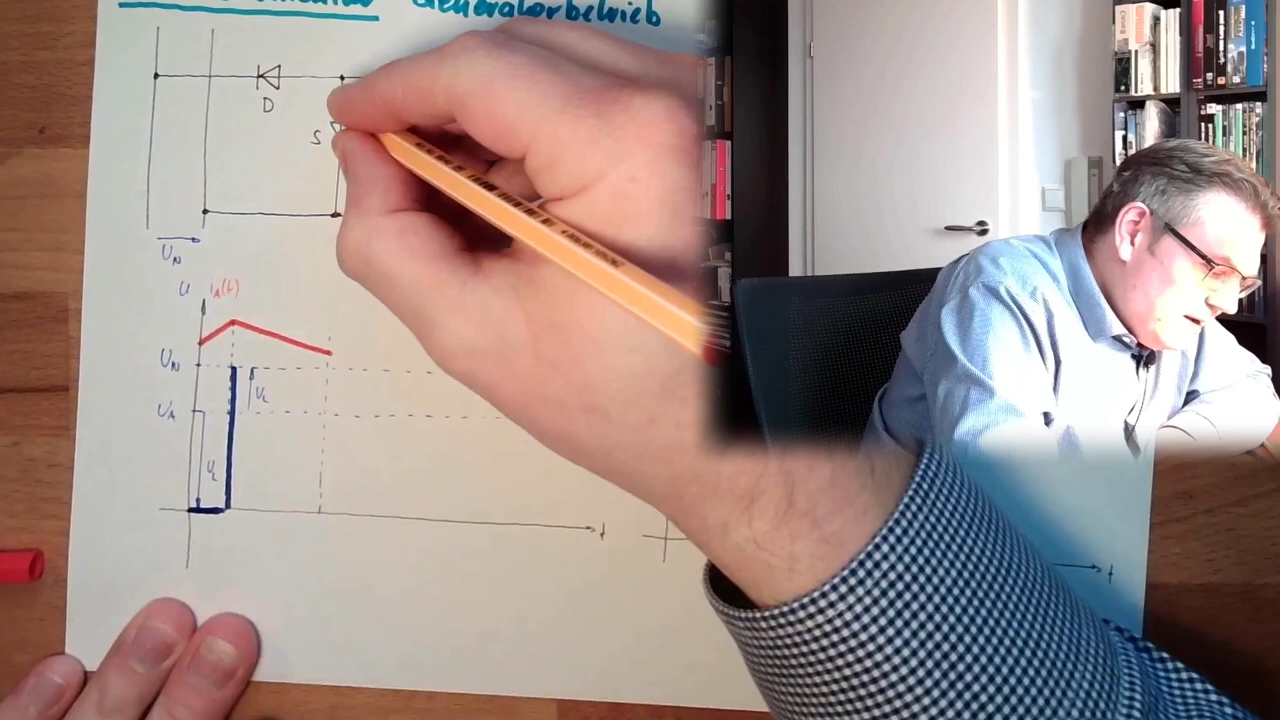 Generatorbetrieb
D
S
U_N
u i_A(t)
U_N
U_L
U_A
U_L
t
t